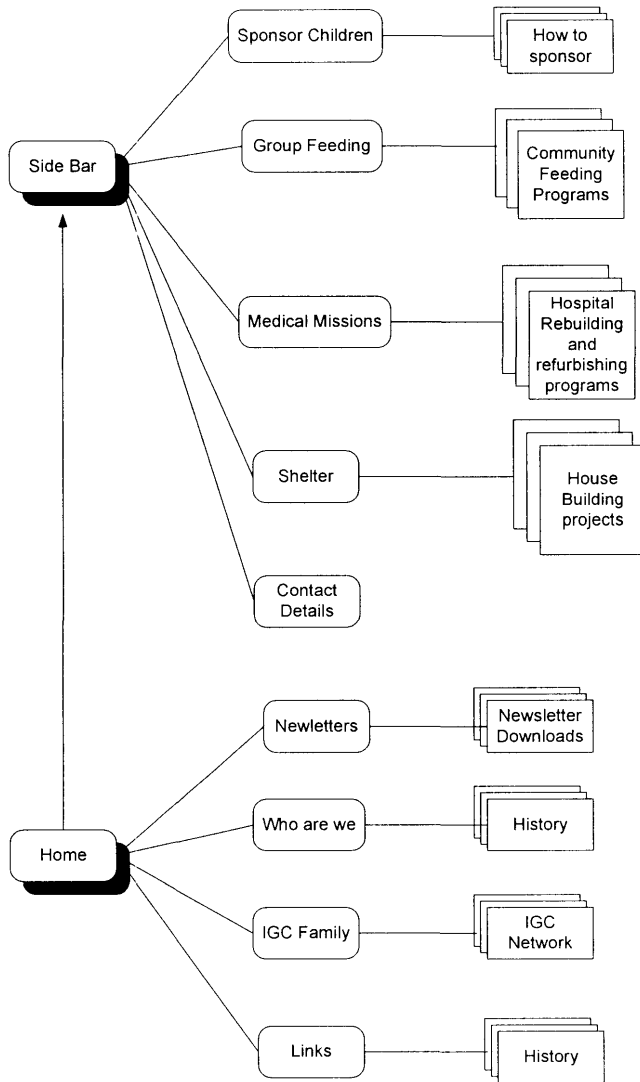 Sponsor Children
How to
sponsor
Side Bar
Group Feeding
Community
Feeding
Programs
Medical Missions
Hospital
Rebuilding
and
refurbishing
programs
Shelter
House
Building
projects
Contact
Details
Newletters
Newsletter
Downloads
Home
Who are we
History
IGC Family
IGC
Network
Links
History